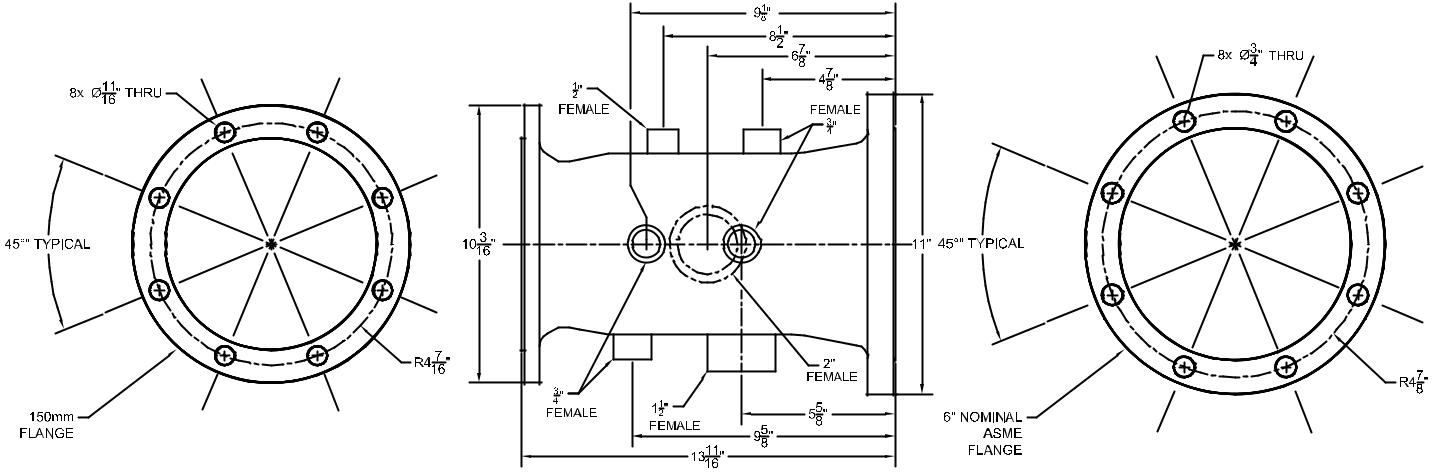 8x Ø11/16" THRU
45°" TYPICAL
R4 7/16"
150mm
FLANGE
9 1/8"
8 1/2"
6 7/8"
4 7/8"
1/2"
FEMALE
FEMALE
3/4"
10 3/16"
11"
3/4"
FEMALE
1 1/2"
FEMALE
2"
FEMALE
5 5/8"
9 5/8"
13 11/16"
8x Ø3/4" THRU
45°" TYPICAL
R4 7/8"
6" NOMINAL
ASME
FLANGE